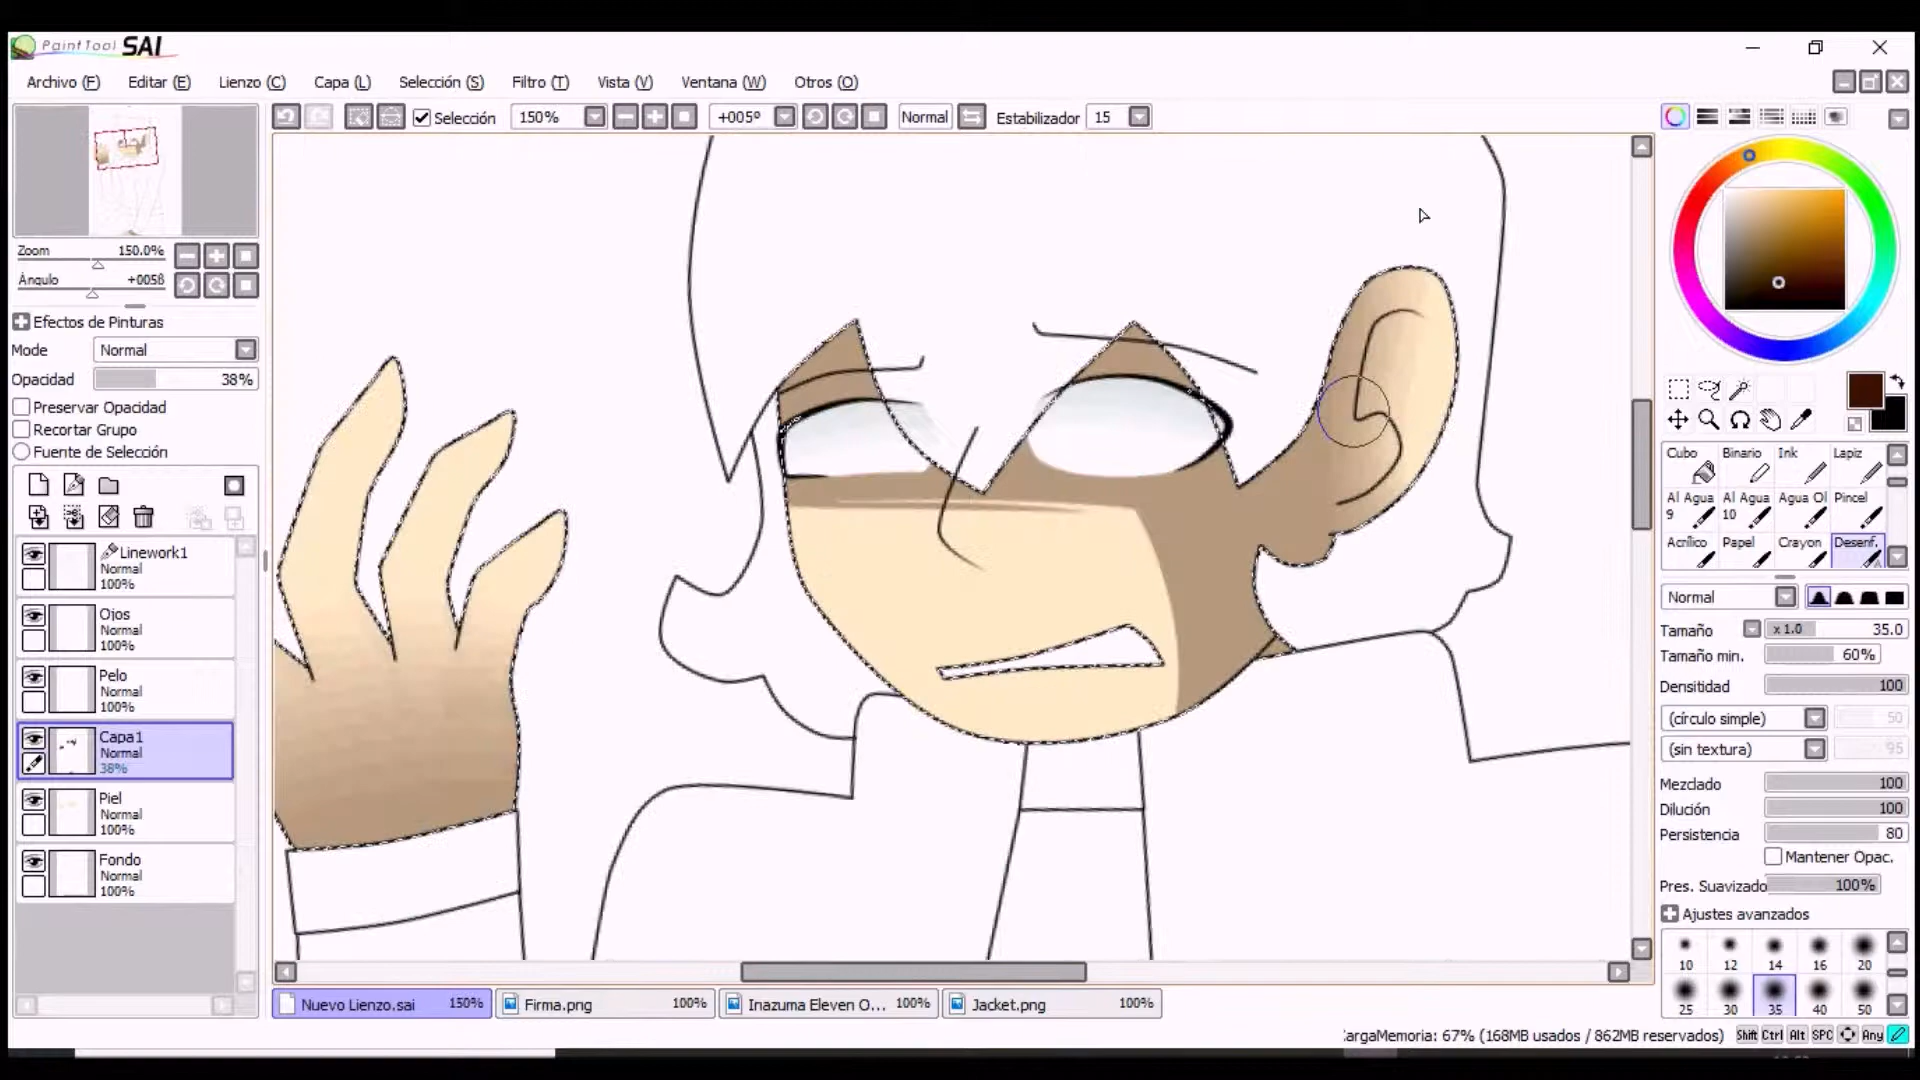 PaintTool SAI
Archivo (F) Editar (E) Lienzo (C) Capa (L) Selección (S) Filtro (T) Vista (V) Ventana (W) Otros (O)
Selección 150% +005º Normal Estabilizador 15
Zoom 150.0%
Ángulo +005ß
Efectos de Pinturas
Mode Normal
Opacidad 38%
Preservar Opacidad
Recortar Grupo
Fuente de Selección
Linework1
Normal
100%
Ojos
Normal
100%
Pelo
Normal
100%
Capa1
Normal
38%
Piel
Normal
100%
Fondo
Normal
100%
Cubo Binario Ink Lapiz
Al Agua 9 Al Agua 10 Agua Ol Pincel
Acrílico Papel Crayon Desenf.
Normal
Tamaño x 1.0 35.0
Tamaño min. 60%
Densitidad 100
(círculo simple) 50
(sin textura) 95
Mezclado 100
Dilución 100
Persistencia 80
Mantener Opac.
Pres. Suavizado 100%
Ajustes avanzados
10 12 14 16 20
25 30 35 40 50
Nuevo Lienzo.sai 150% Firma.png 100% Inazuma Eleven O... 100% Jacket.png 100%
CargaMemoria: 67% (168MB usados / 862MB reservados) Shift Ctrl Alt SPC Any